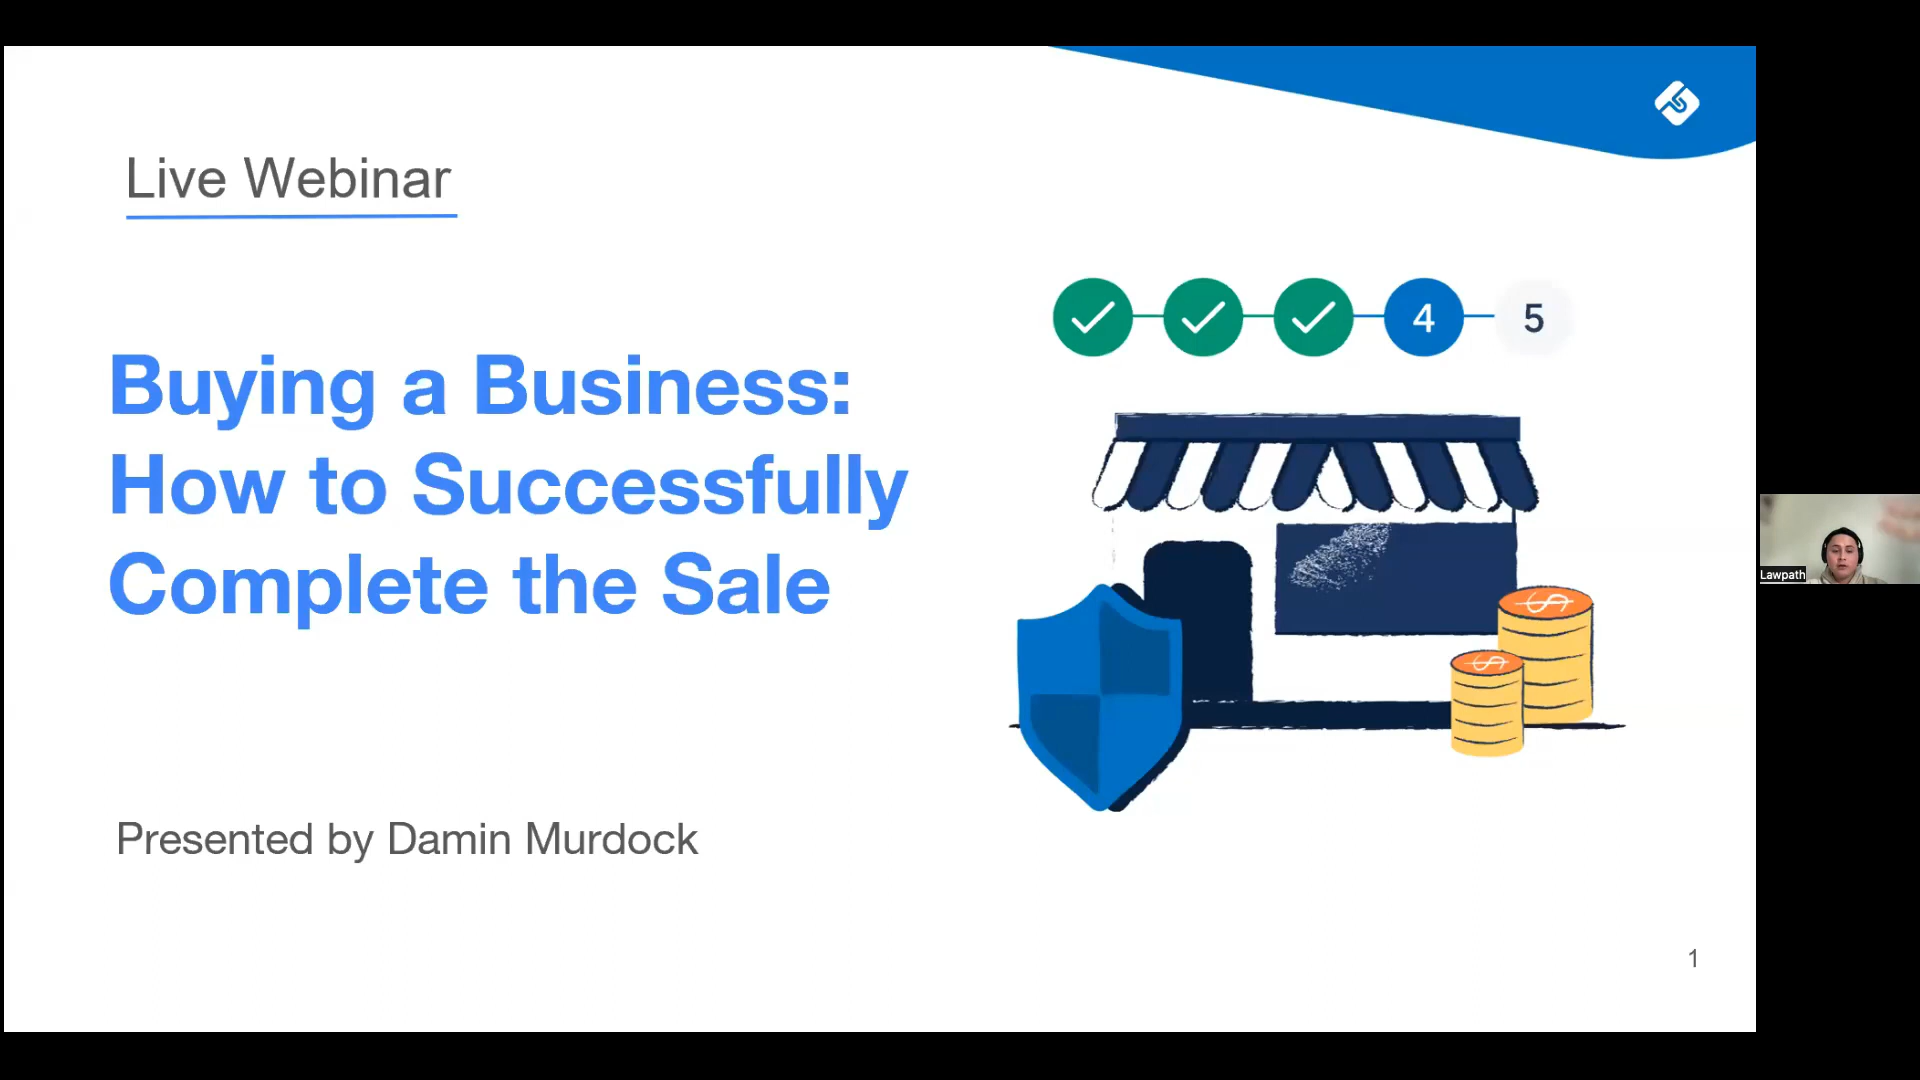 Live Webinar
4
5
Buying a Business:
How to Successfully
Complete the Sale
$
$
Lawpath
Presented by Damin Murdock
1